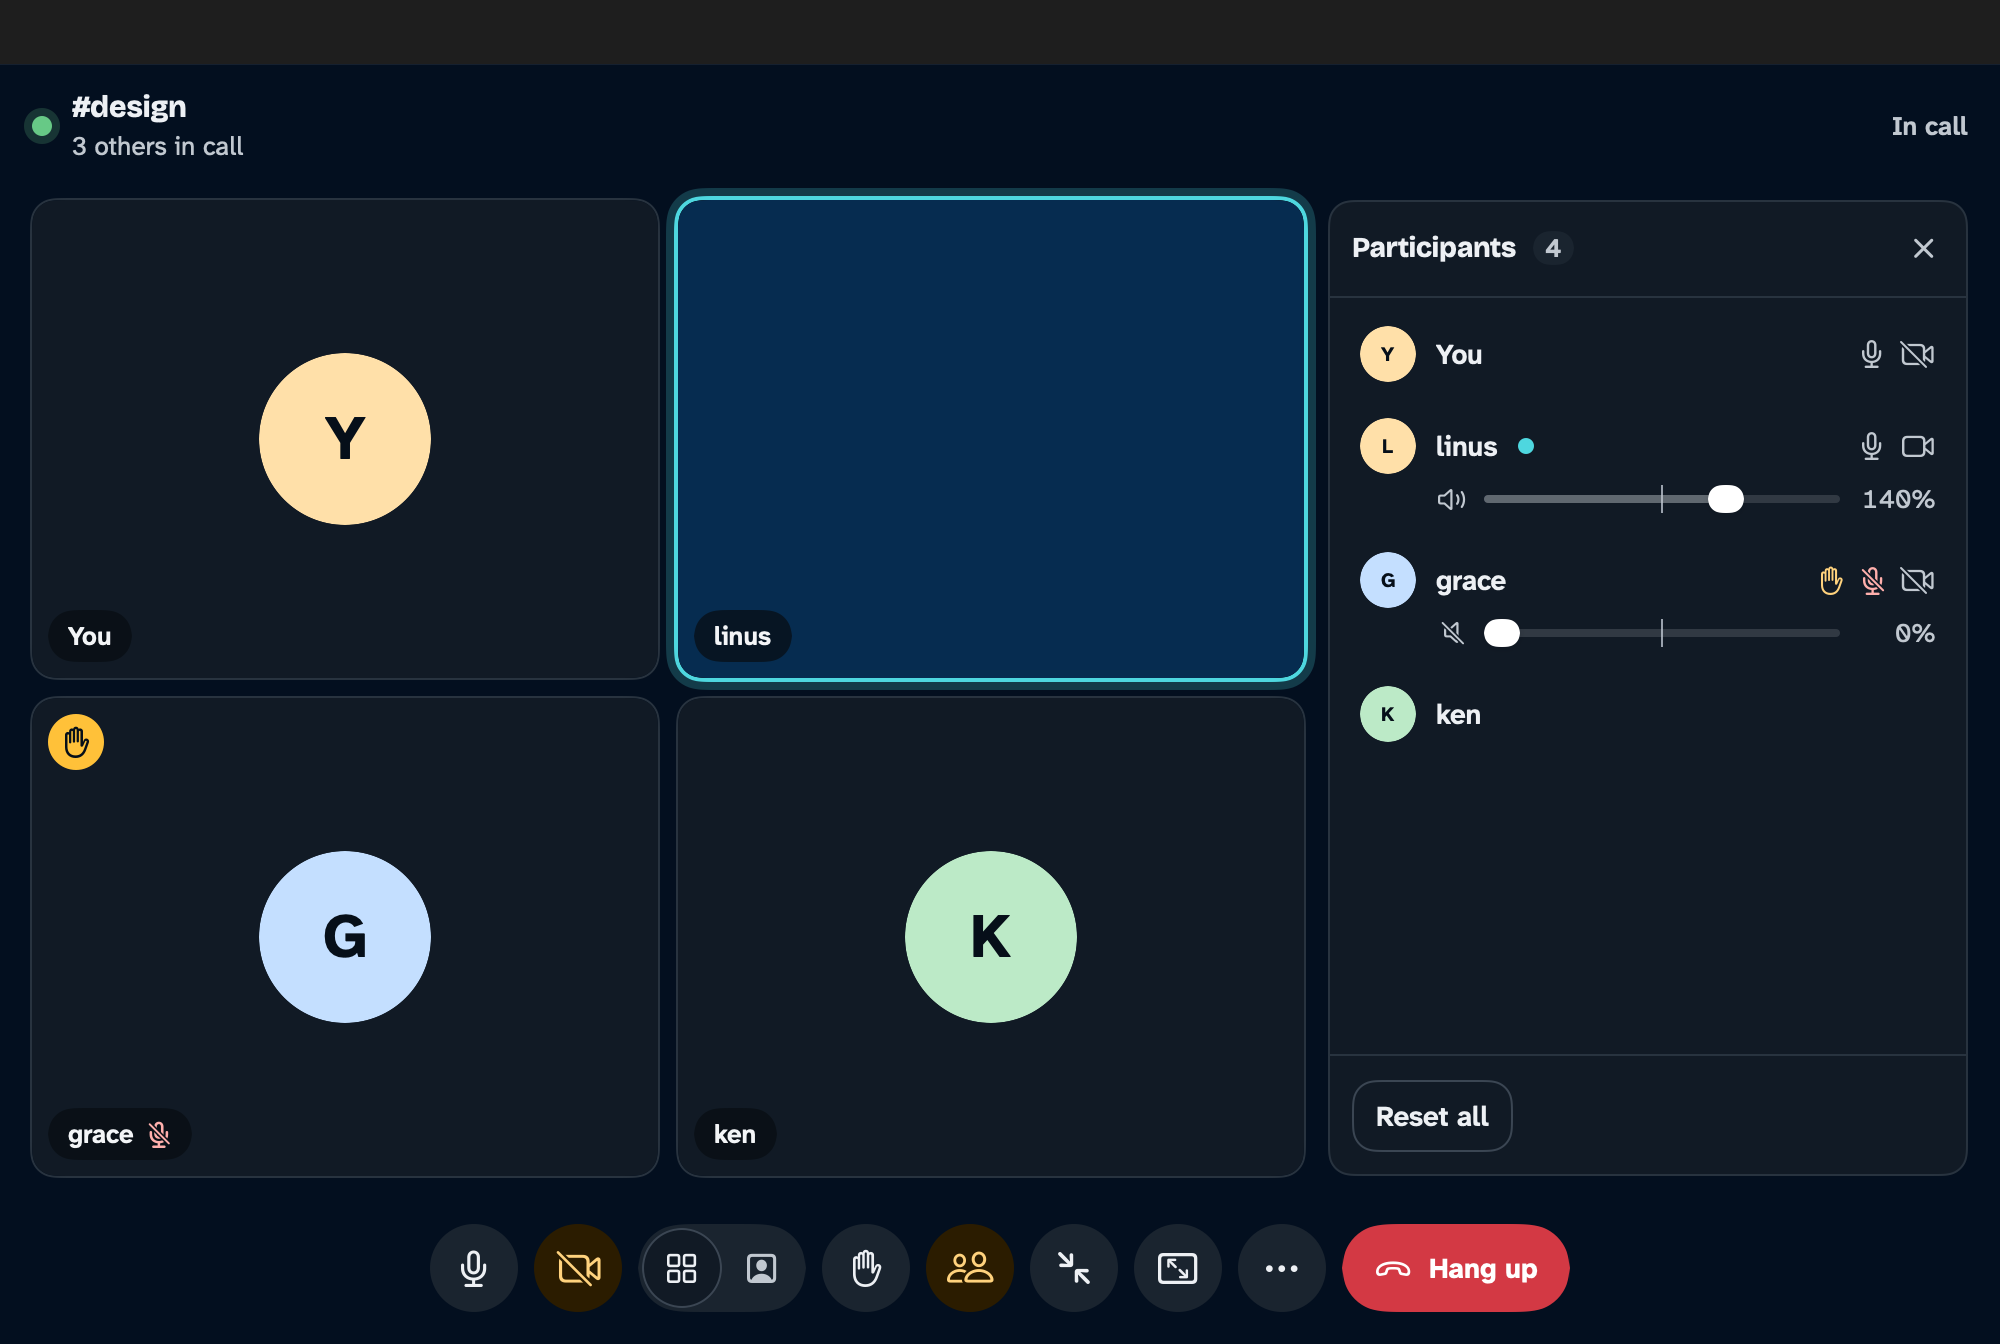 #design
3 others in call
In call
Y
You
linus
G
grace
K
ken
Participants 4
Y You
L linus
140%
G grace
0%
K ken
Reset all
Hang up